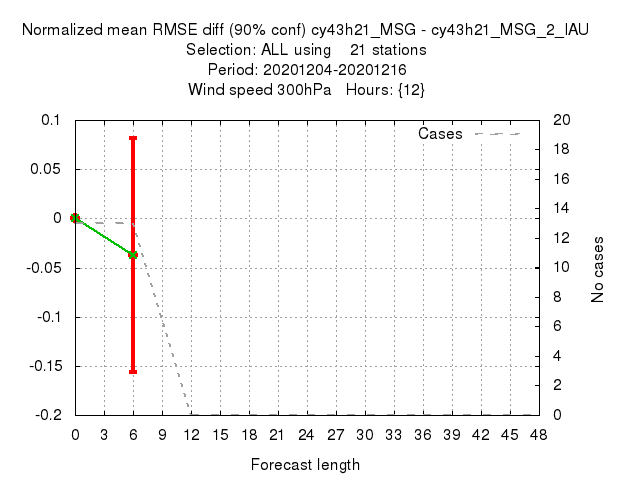 Normalized mean RMSE diff (90% conf) cy43h21_MSG - cy43h21_MSG_2_IAU
Selection: ALL using 21 stations
Period: 20201204-20201216
Wind speed 300hPa Hours: {12}
Cases
0.1
0.05
0
-0.05
-0.1
-0.15
-0.2
20
18
16
14
13
12
10
8
6
4
2
0
No cases
0 3 6 9 12 15 18 21 24 27 30 33 36 39 42 45 48
Forecast length